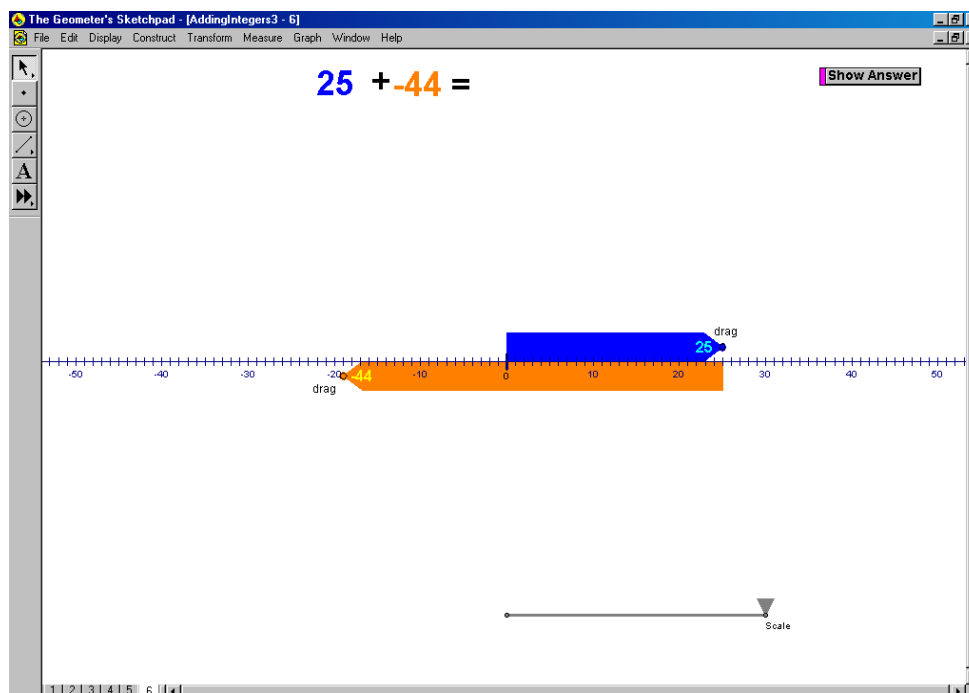 The Geometer's Sketchpad - [AddingIntegers3 - 6]
File Edit Display Construct Transform Measure Graph Window Help
25 + -44 =
Show Answer
A
drag
25
-50 -40 -30 -20 -10 0 10 20 30 40 50
-44
drag
Scale
1 2 3 4 5 6